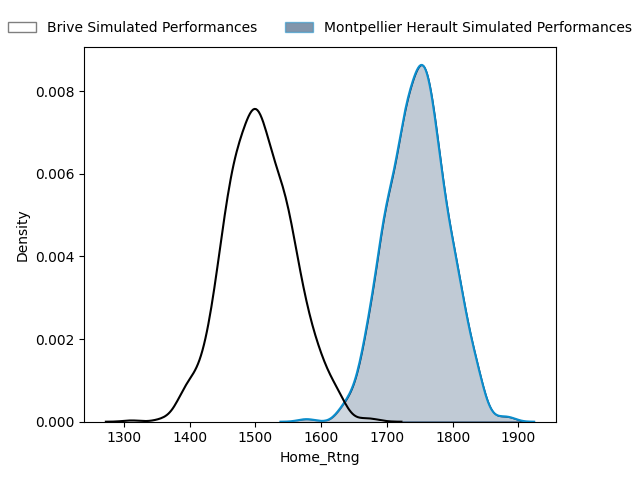 Brive Simulated Performances
Montpellier Herault Simulated Performances
0.008
0.006
0.004
0.002
0.000
Density
1300 1400 1500 1600 1700 1800 1900
Home_Rtng